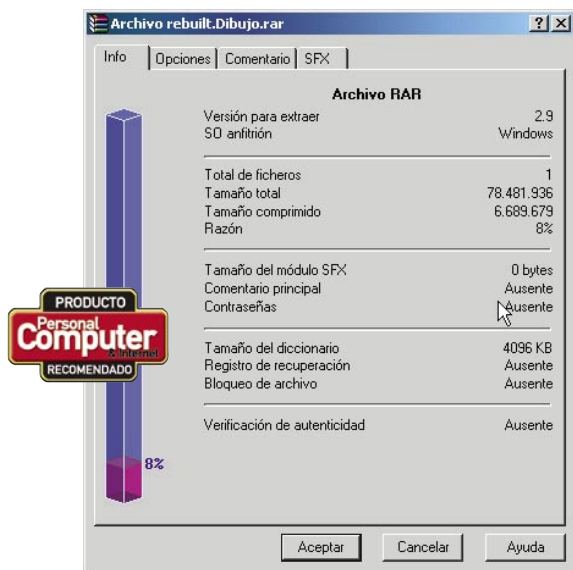 Archivo rebuilt.Dibujo.rar
Info Opciones Comentario SFX
Archivo RAR
Versión para extraer 2.9
SO anfitrión Windows
Total de ficheros 1
Tamaño total 78.481.936
Tamaño comprimido 6.689.679
Razón 8%
Tamaño del módulo SFX 0 bytes
Comentario principal Ausente
Contraseñas Ausente
Tamaño del diccionario 4096 KB
Registro de recuperación Ausente
Bloqueo de archivo Ausente
Verificación de autenticidad Ausente
8%
PRODUCTO
Personal
Computer
& Internet
RECOMENDADO
Aceptar Cancelar Ayuda